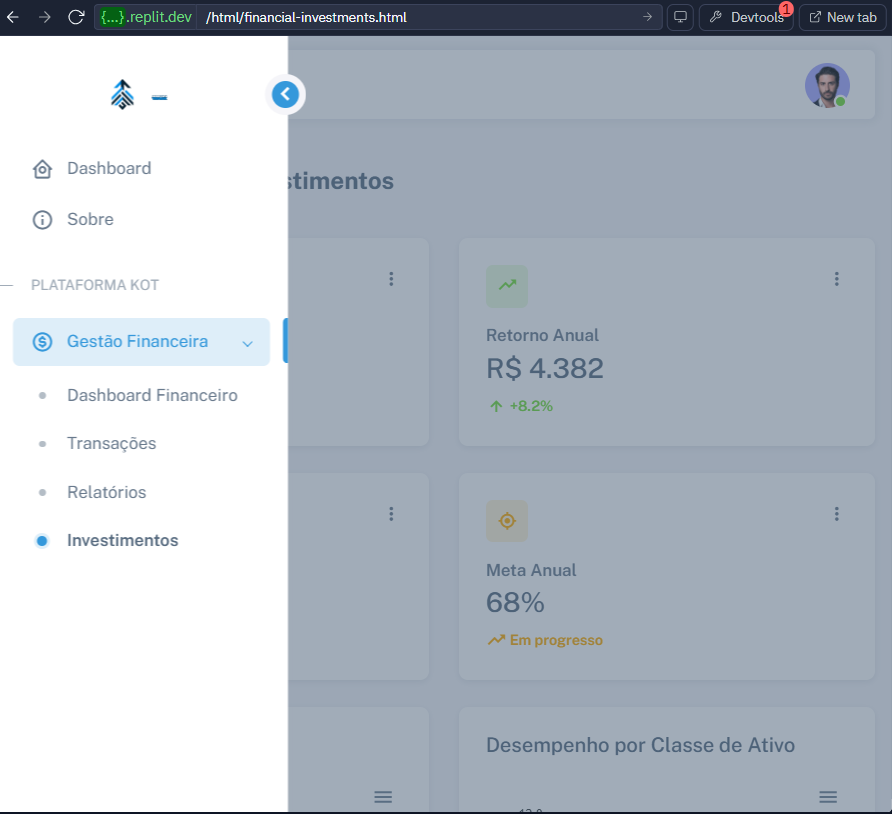 {...}.replit.dev /html/financial-investments.html
Devtools 1
New tab
Dashboard
Sobre
PLATAFORMA KOT
Gestão Financeira
Dashboard Financeiro
Transações
Relatórios
Investimentos
stimentos
Retorno Anual
R$ 4.382
+8.2%
Meta Anual
68%
Em progresso
Desempenho por Classe de Ativo